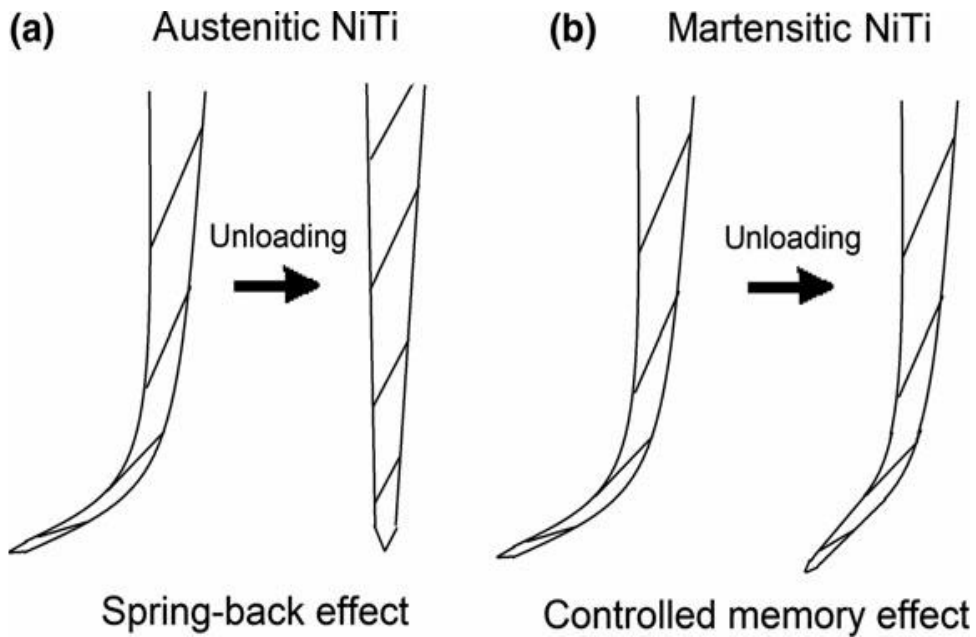 (a) Austenitic NiTi
(b) Martensitic NiTi
Unloading
Unloading
Spring-back effect
Controlled memory effect